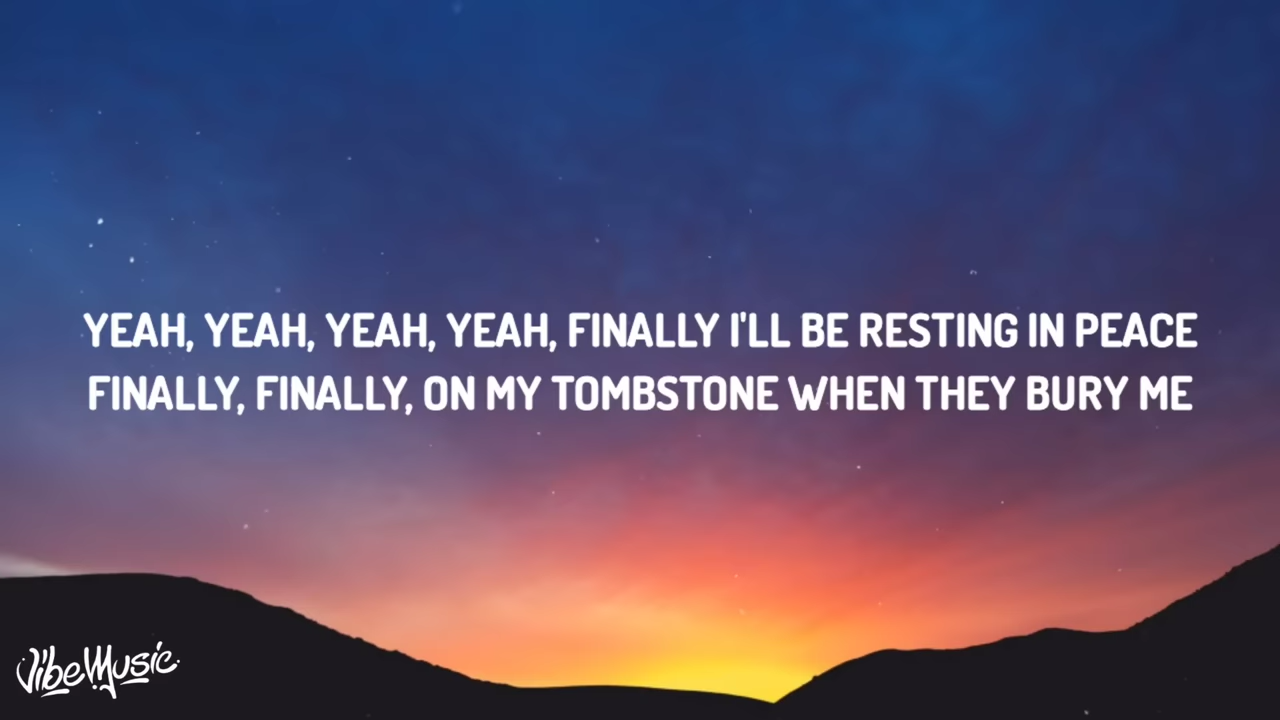 YEAH, YEAH, YEAH, YEAH, FINALLY I'LL BE RESTING IN PEACE
FINALLY, FINALLY, ON MY TOMBSTONE WHEN THEY BURY ME
VibeMusic